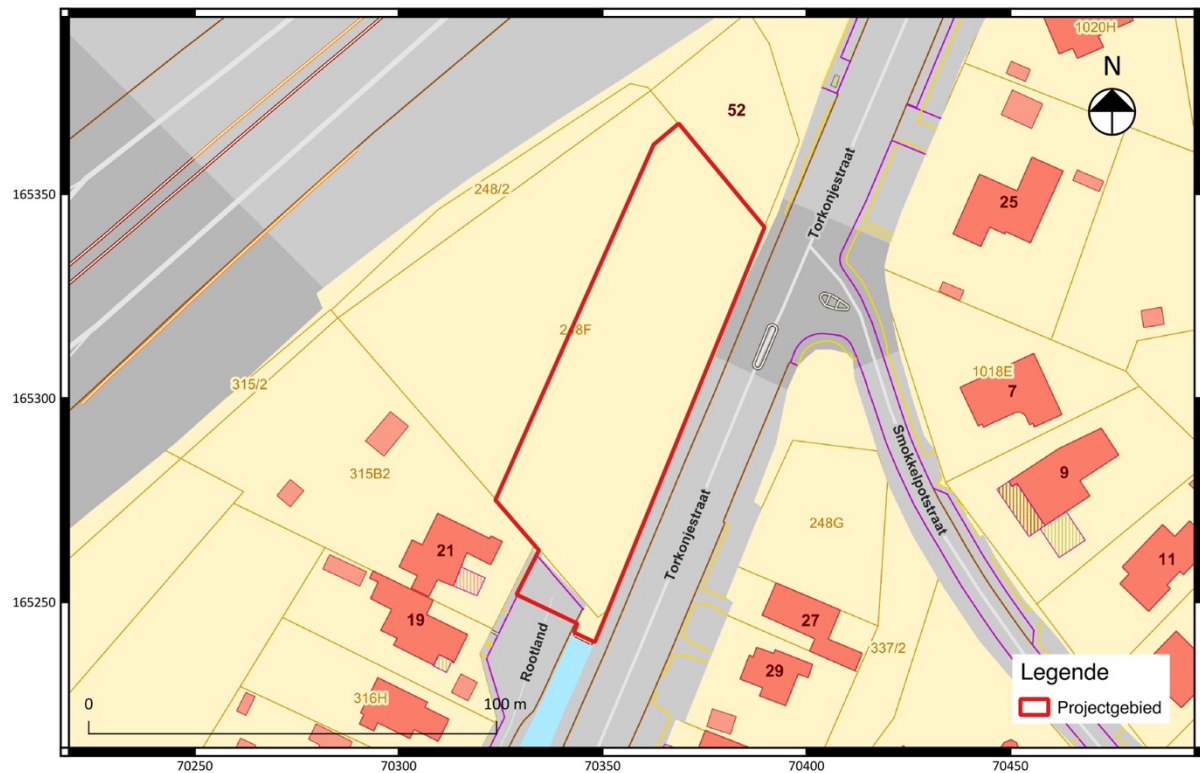 1020H
N
52
Torkonjestraat
165350
248/2
25
248F
315/2
1018E
7
165300
Smokkelpotstraat
9
315B2
Torkonjestraat
248G
21
11
165250
19
27
337/2
Rootland
29
Legende
Projectgebied
316H
0
100 m
70250
70300
70350
70400
70450